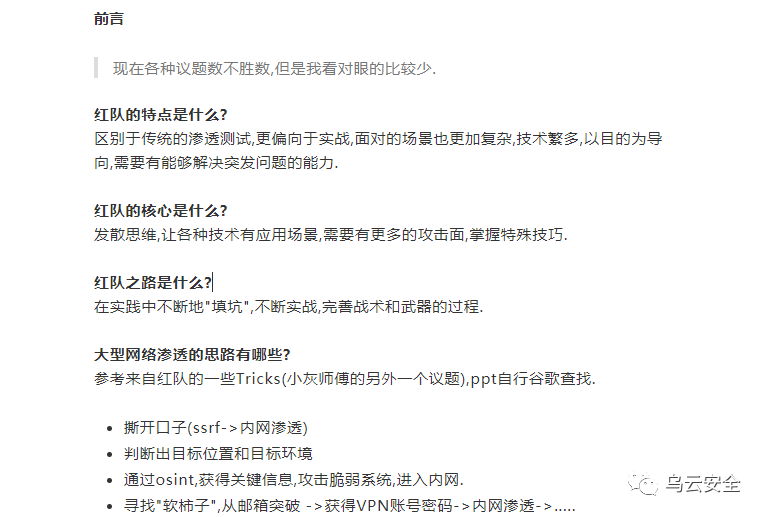 前言
现在各种议题数不胜数,但是我看对眼的比较少.
红队的特点是什么?
区别于传统的渗透测试,更偏向于实战,面对的场景也更加复杂,技术繁多,以目的为导
向,需要有能够解决突发问题的能力.
红队的核心是什么?
发散思维,让各种技术有应用场景,需要有更多的攻击面,掌握特殊技巧.
红队之路是什么?
在实践中不断地"填坑",不断实战,完善战术和武器的过程.
大型网络渗透的思路有哪些?
参考来自红队的一些Tricks(小灰师傅的另外一个议题),ppt自行谷歌查找.
• 撕开口子(ssrf->内网渗透)
• 判断出目标位置和目标环境
• 通过osint,获得关键信息,攻击脆弱系统,进入内网.
• 寻找"软柿子",从邮箱突破 ->获得VPN账号密码->内网渗透->.....
乌云安全